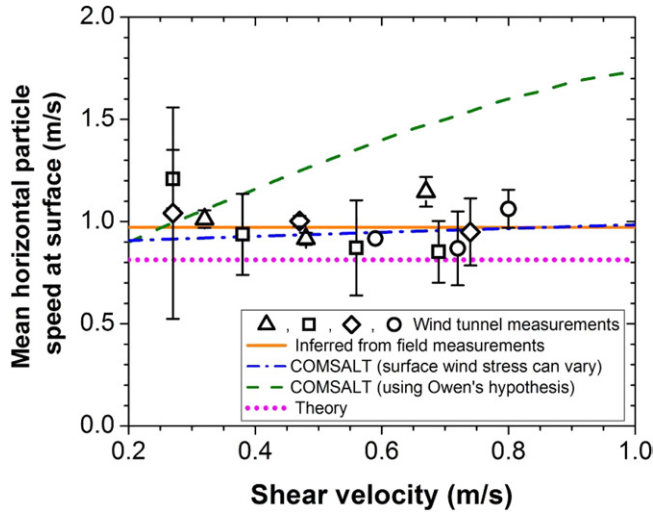 Mean horizontal particle
speed at surface (m/s)
2.0
1.5
1.0
0.5
0.0
, , , Wind tunnel measurements
Inferred from field measurements
COMSALT (surface wind stress can vary)
COMSALT (using Owen's hypothesis)
Theory
0.2 0.4 0.6 0.8 1.0
Shear velocity (m/s)